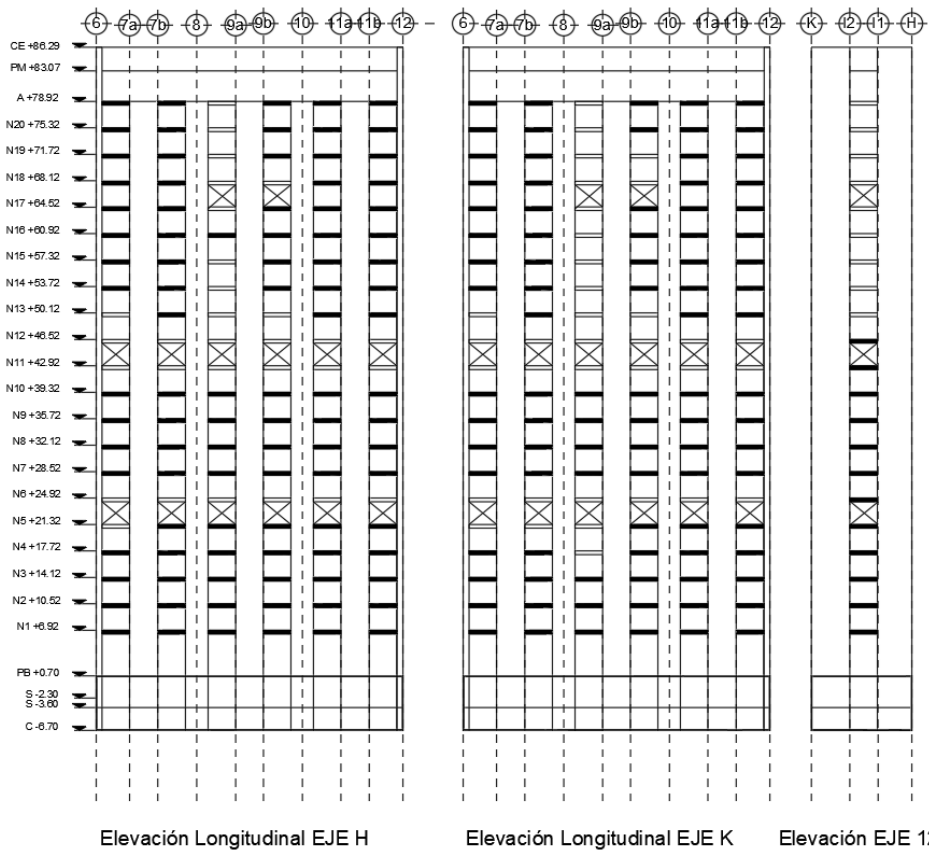 6 7a 7b 8 9a 9b 10 11a 11b 12 6 7a 7b 8 9a 9b 10 11a 11b 12 K I2 I1 H
CE +86.29
PM +83.07
A +78.92
N20 +75.32
N19 +71.72
N18 +68.12
N17 +64.52
N16 +60.92
N15 +57.32
N14 +53.72
N13 +50.12
N12 +46.52
N11 +42.92
N10 +39.32
N9 +35.72
N8 +32.12
N7 +28.52
N6 +24.92
N5 +21.32
N4 +17.72
N3 +14.12
N2 +10.52
N1 +6.92
PB +0.70
S -2.30
S -3.60
C -6.70
Elevación Longitudinal EJE H Elevación Longitudinal EJE K Elevación EJE 12